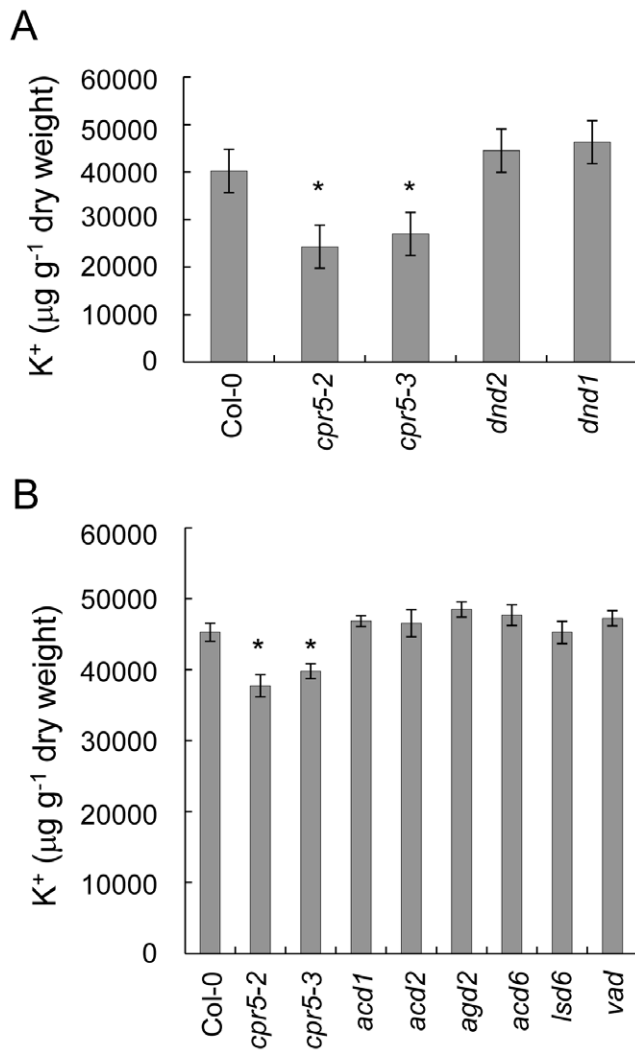 A
K⁺ (µg g⁻¹ dry weight)
60000
50000
40000
30000
20000
10000
0
* *
Col-0 cpr5-2 cpr5-3 dnd2 dnd1
B
K⁺ (µg g⁻¹ dry weight)
60000
50000
40000
30000
20000
10000
0
* *
Col-0 cpr5-2 cpr5-3 acd1 acd2 agd2 acd6 lsd6 vad